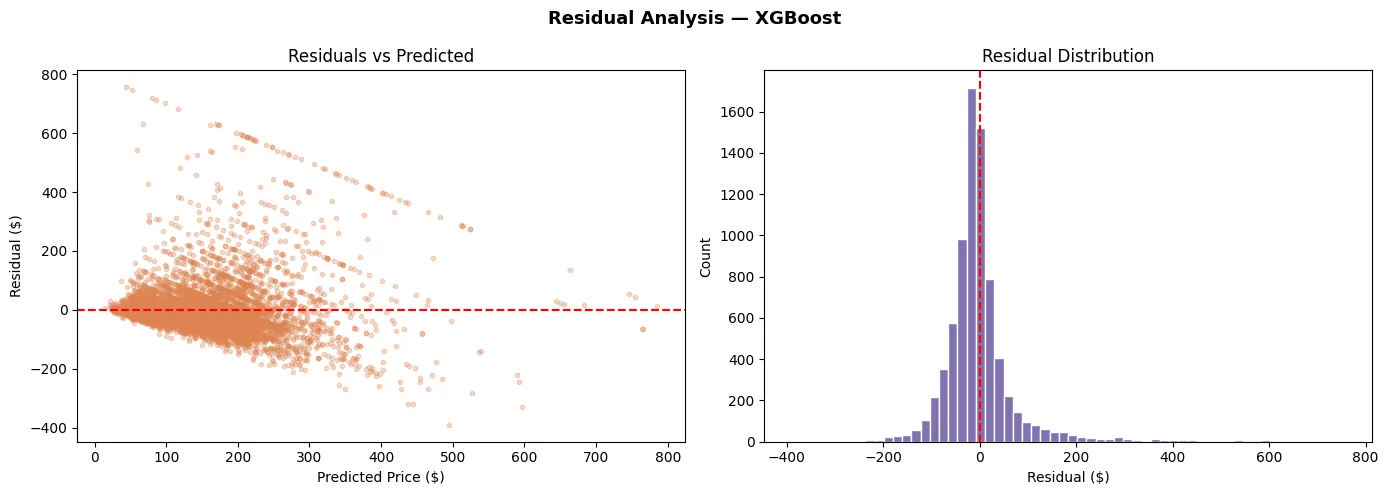 Residual Analysis — XGBoost
Residuals vs Predicted
Residual ($)
800
600
400
200
0
−200
−400
0 100 200 300 400 500 600 700 800
Predicted Price ($)
Residual Distribution
Count
1600
1400
1200
1000
800
600
400
200
0
−400 −200 0 200 400 600 800
Residual ($)